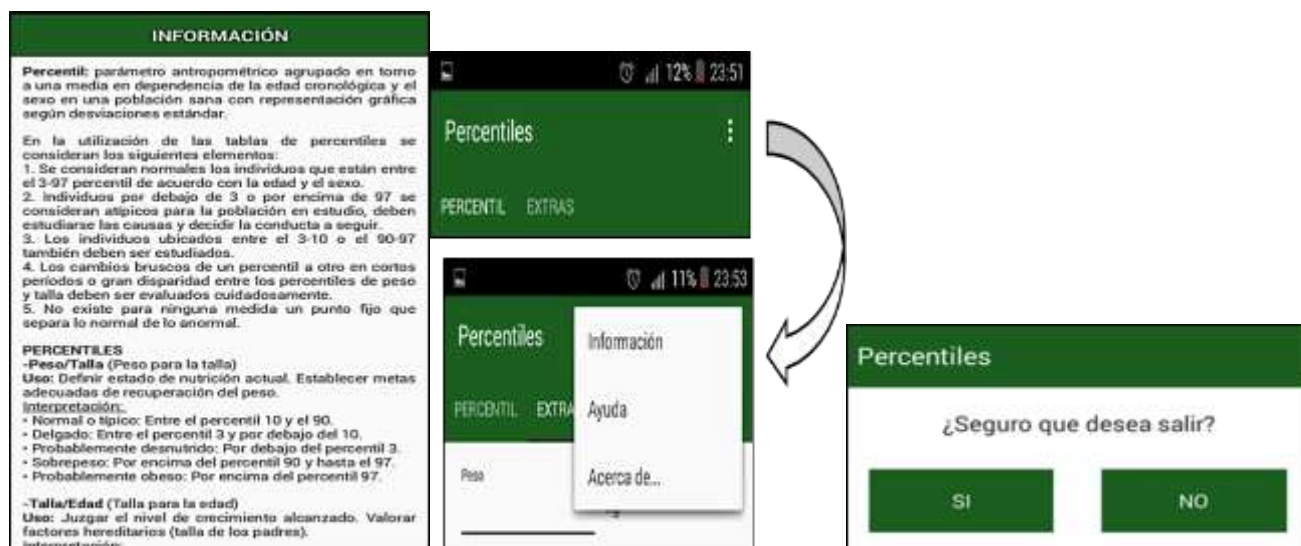 INFORMACIÓN
Percentil: parámetro antropométrico agrupado en torno
a una media en dependencia de la edad cronológica y el
sexo en una población sana con representación gráfica
según desviaciones estándar.
En la utilización de las tablas de percentiles se
consideran los siguientes elementos:
1. Se consideran normales los individuos que están entre
el 3-97 percentil de acuerdo con la edad y el sexo.
2. Individuos por debajo de 3 o por encima de 97 se
consideran atípicos para la población en estudio, deben
estudiarse las causas y decidir la conducta a seguir.
3. Los individuos ubicados entre el 3-10 o el 90-97
también deben ser estudiados.
4. Los cambios bruscos de un percentil a otro en cortos
períodos o gran disparidad entre los percentiles de peso
y talla deben ser evaluados cuidadosamente.
5. No existe para ninguna medida un punto fijo que
separa lo normal de lo anormal.
PERCENTILES
-Peso/Talla (Peso para la talla)
Uso: Definir estado de nutrición actual. Establecer metas
adecuadas de recuperación del peso.
Interpretación:
• Normal o típico: Entre el percentil 10 y el 90.
• Delgado: Entre el percentil 3 y por debajo del 10.
• Probablemente desnutrido: Por debajo del percentil 3.
• Sobrepeso: Por encima del percentil 90 y hasta el 97.
• Probablemente obeso: Por encima del percentil 97.
-Talla/Edad (Talla para la edad)
Uso: Juzgar el nivel de crecimiento alcanzado. Valorar
factores hereditarios (talla de los padres).
Interpretación:
12% 23:51
Percentiles
PERCENTIL EXTRAS
11% 23:53
Percentiles
Información
PERCENTIL EXTRA
Ayuda
Peso
Acerca de...
Percentiles
¿Seguro que desea salir?
SI
NO